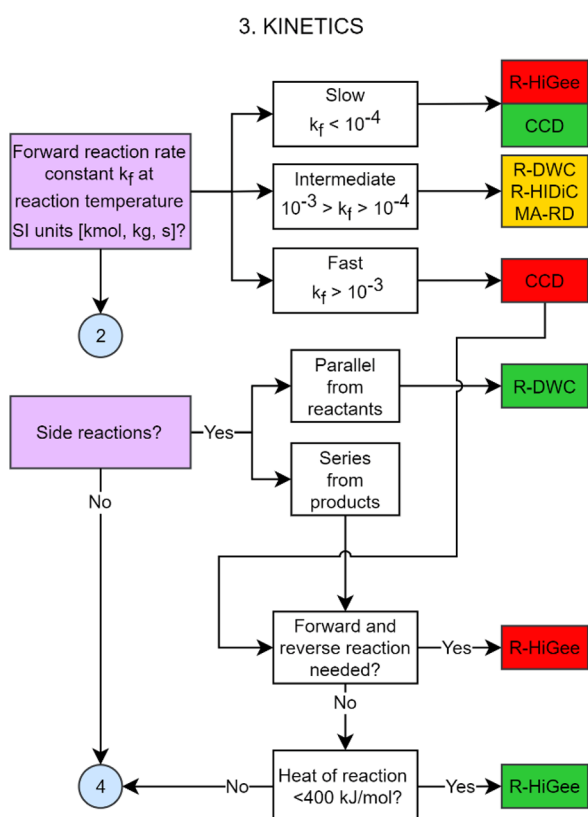 3. KINETICS
Forward reaction rate
constant kf at
reaction temperature
SI units [kmol, kg, s]?
2
Slow
kf < 10-4
R-HiGee
CCD
Intermediate
10-3 > kf > 10-4
R-DWC
R-HIDiC
MA-RD
Fast
kf > 10-3
CCD
Side reactions?
Yes
No
Parallel
from
reactants
R-DWC
Series
from
products
Forward and
reverse reaction
needed?
Yes
R-HiGee
No
Heat of reaction
<400 kJ/mol?
Yes
R-HiGee
No
4